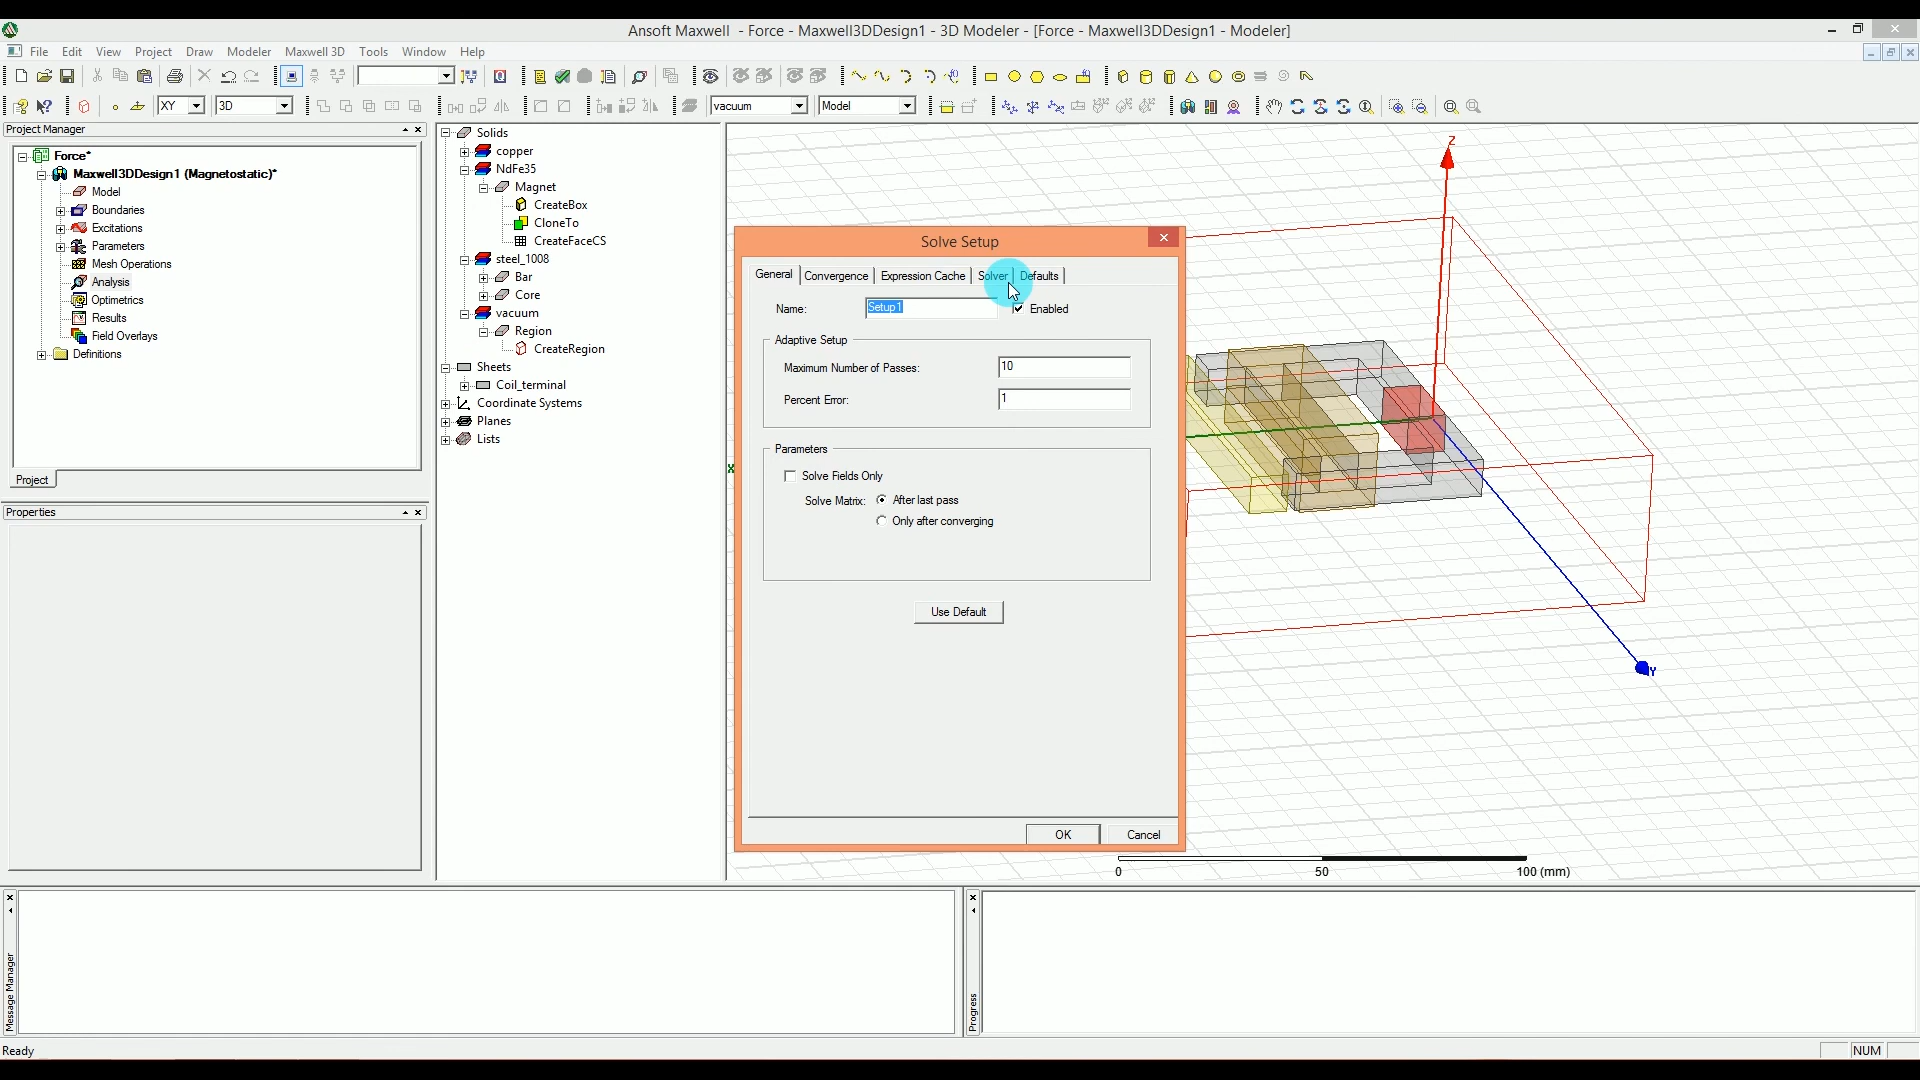 Ansoft Maxwell - Force - Maxwell3DDesign1 - 3D Modeler - [Force - Maxwell3DDesign1 - Modeler]
File Edit View Project Draw Modeler Maxwell 3D Tools Window Help
XY 3D vacuum Model
Project Manager
Force*
Maxwell3DDesign1 (Magnetostatic)*
Model
Boundaries
Excitations
Parameters
Mesh Operations
Analysis
Optimetrics
Results
Field Overlays
Definitions
Project
Properties
Solids
copper
NdFe35
Magnet
CreateBox
CloneTo
CreateFaceCS
steel_1008
Bar
Core
vacuum
Region
CreateRegion
Sheets
Coil_terminal
Coordinate Systems
Planes
Lists
Solve Setup
General Convergence Expression Cache Solver Defaults
Name: Setup1 Enabled
Adaptive Setup
Maximum Number of Passes: 10
Percent Error: 1
Parameters
Solve Fields Only
Solve Matrix: After last pass
Only after converging
Use Default
OK Cancel
Z
X
Y
0 50 100 (mm)
Message Manager
Progress
Ready
NUM